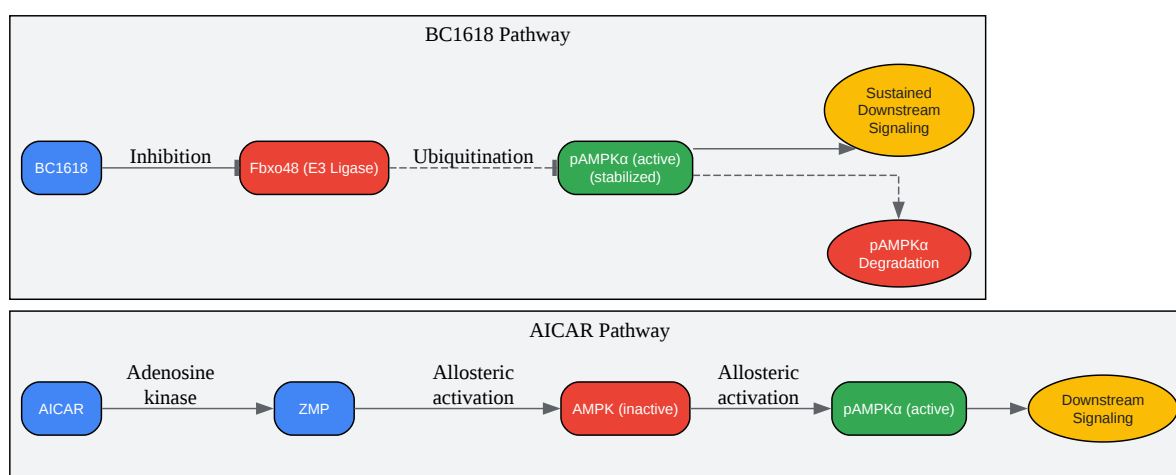 BC1618 Pathway
BC1618
Inhibition
Fbxo48 (E3 Ligase)
Ubiquitination
pAMPKα (active)
(stabilized)
Sustained
Downstream
Signaling
pAMPKα
Degradation
AICAR Pathway
AICAR
Adenosine
kinase
ZMP
Allosteric
activation
AMPK (inactive)
Allosteric
activation
pAMPKα (active)
Downstream
Signaling